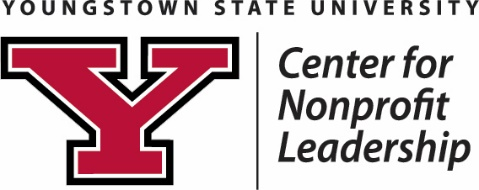 YOUNGSTOWN STATE UNIVERSITY
Y
Center for
Nonprofit
Leadership